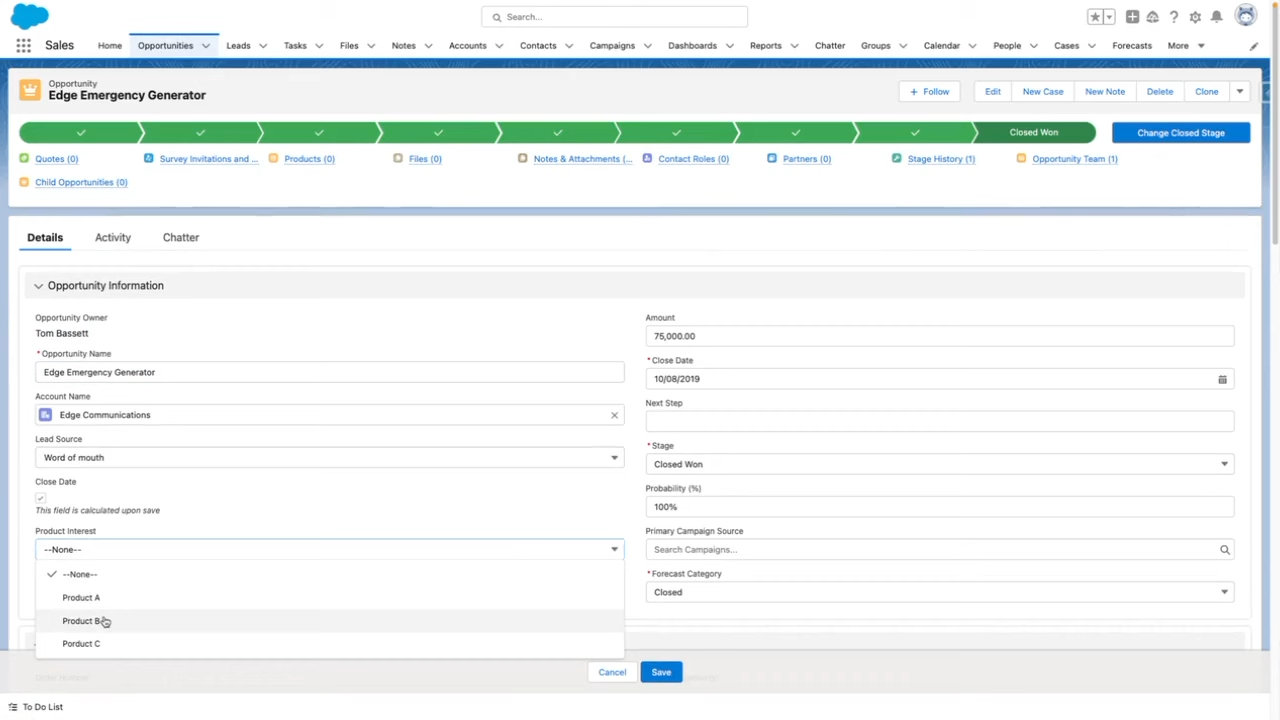 Search...
Sales Home Opportunities Leads Tasks Files Notes Accounts Contacts Campaigns Dashboards Reports Chatter Groups Calendar People Cases Forecasts More
Opportunity
Edge Emergency Generator
+ Follow Edit New Case New Note Delete Clone
Closed Won Change Closed Stage
Quotes (0) Survey Invitations and ... Products (0) Files (0) Notes & Attachments (... Contact Roles (0) Partners (0) Stage History (1) Opportunity Team (1)
Child Opportunities (0)
Details Activity Chatter
Opportunity Information
Opportunity Owner
Tom Bassett
*Opportunity Name
Edge Emergency Generator
Account Name
Edge Communications
Lead Source
Word of mouth
Close Date
This field is calculated upon save
Product Interest
--None--
--None--
Product A
Product B
Porduct C
Amount
75,000.00
*Close Date
10/08/2019
Next Step
*Stage
Closed Won
Probability (%)
100%
Primary Campaign Source
Search Campaigns...
*Forecast Category
Closed
Cancel Save
To Do List